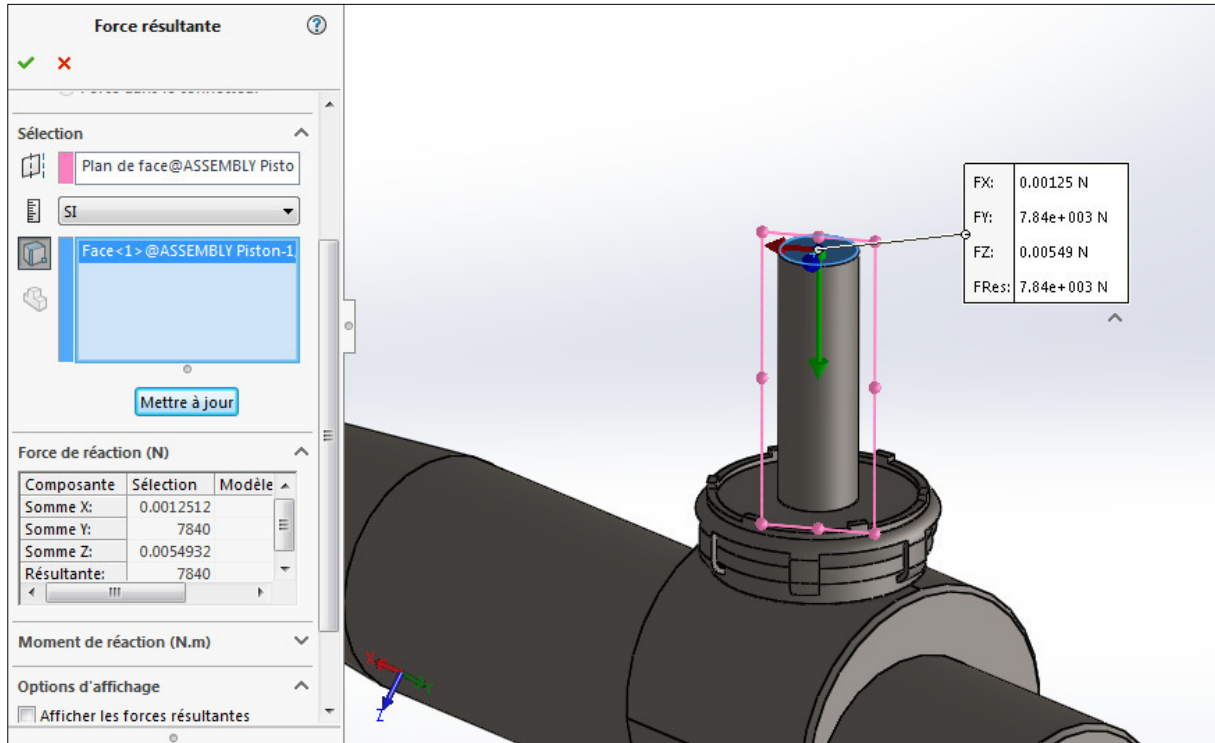 Force résultante
Sélection
Plan de face@ASSEMBLY Pisto
SI
Face<1>@ASSEMBLY Piston-1
Mettre à jour
Force de réaction (N)
Composante Sélection Modèle
Somme X: 0.0012512
Somme Y: 7840
Somme Z: 0.0054932
Résultante: 7840
Moment de réaction (N.m)
Options d'affichage
Afficher les forces résultantes
FX: 0.00125 N
FY: 7.84e+003 N
FZ: 0.00549 N
FRes: 7.84e+003 N
X
Y
Z